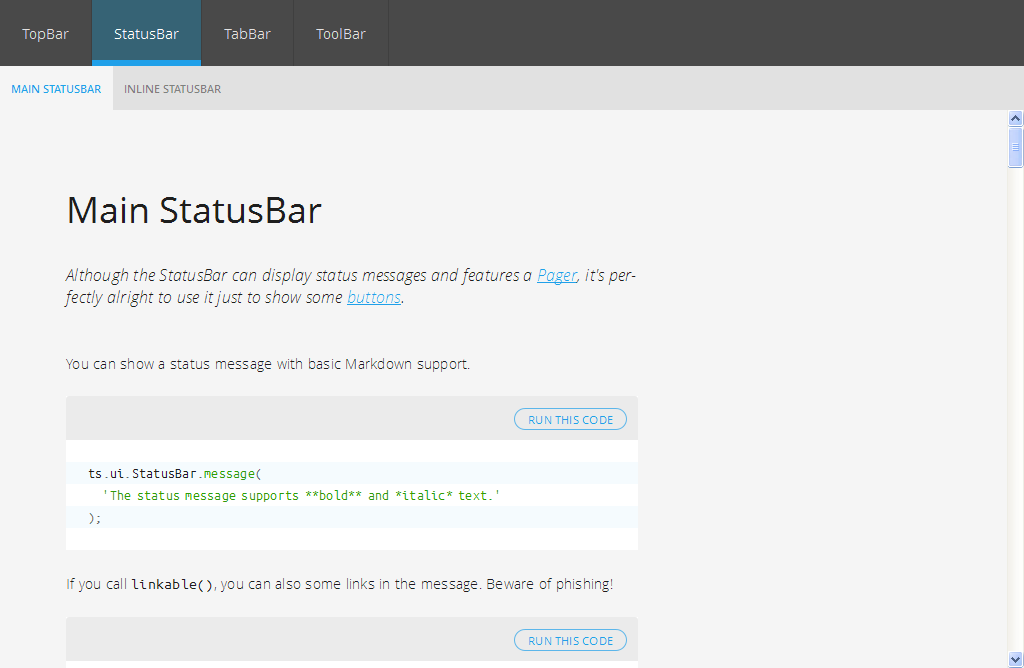 TopBar StatusBar TabBar ToolBar
MAIN STATUSBAR INLINE STATUSBAR
Main StatusBar
Although the StatusBar can display status messages and features a Pager, it's per-
fectly alright to use it just to show some buttons.
You can show a status message with basic Markdown support.
RUN THIS CODE
ts.ui.StatusBar.message(
'The status message supports **bold** and *italic* text.'
);
If you call linkable(), you can also some links in the message. Beware of phishing!
RUN THIS CODE